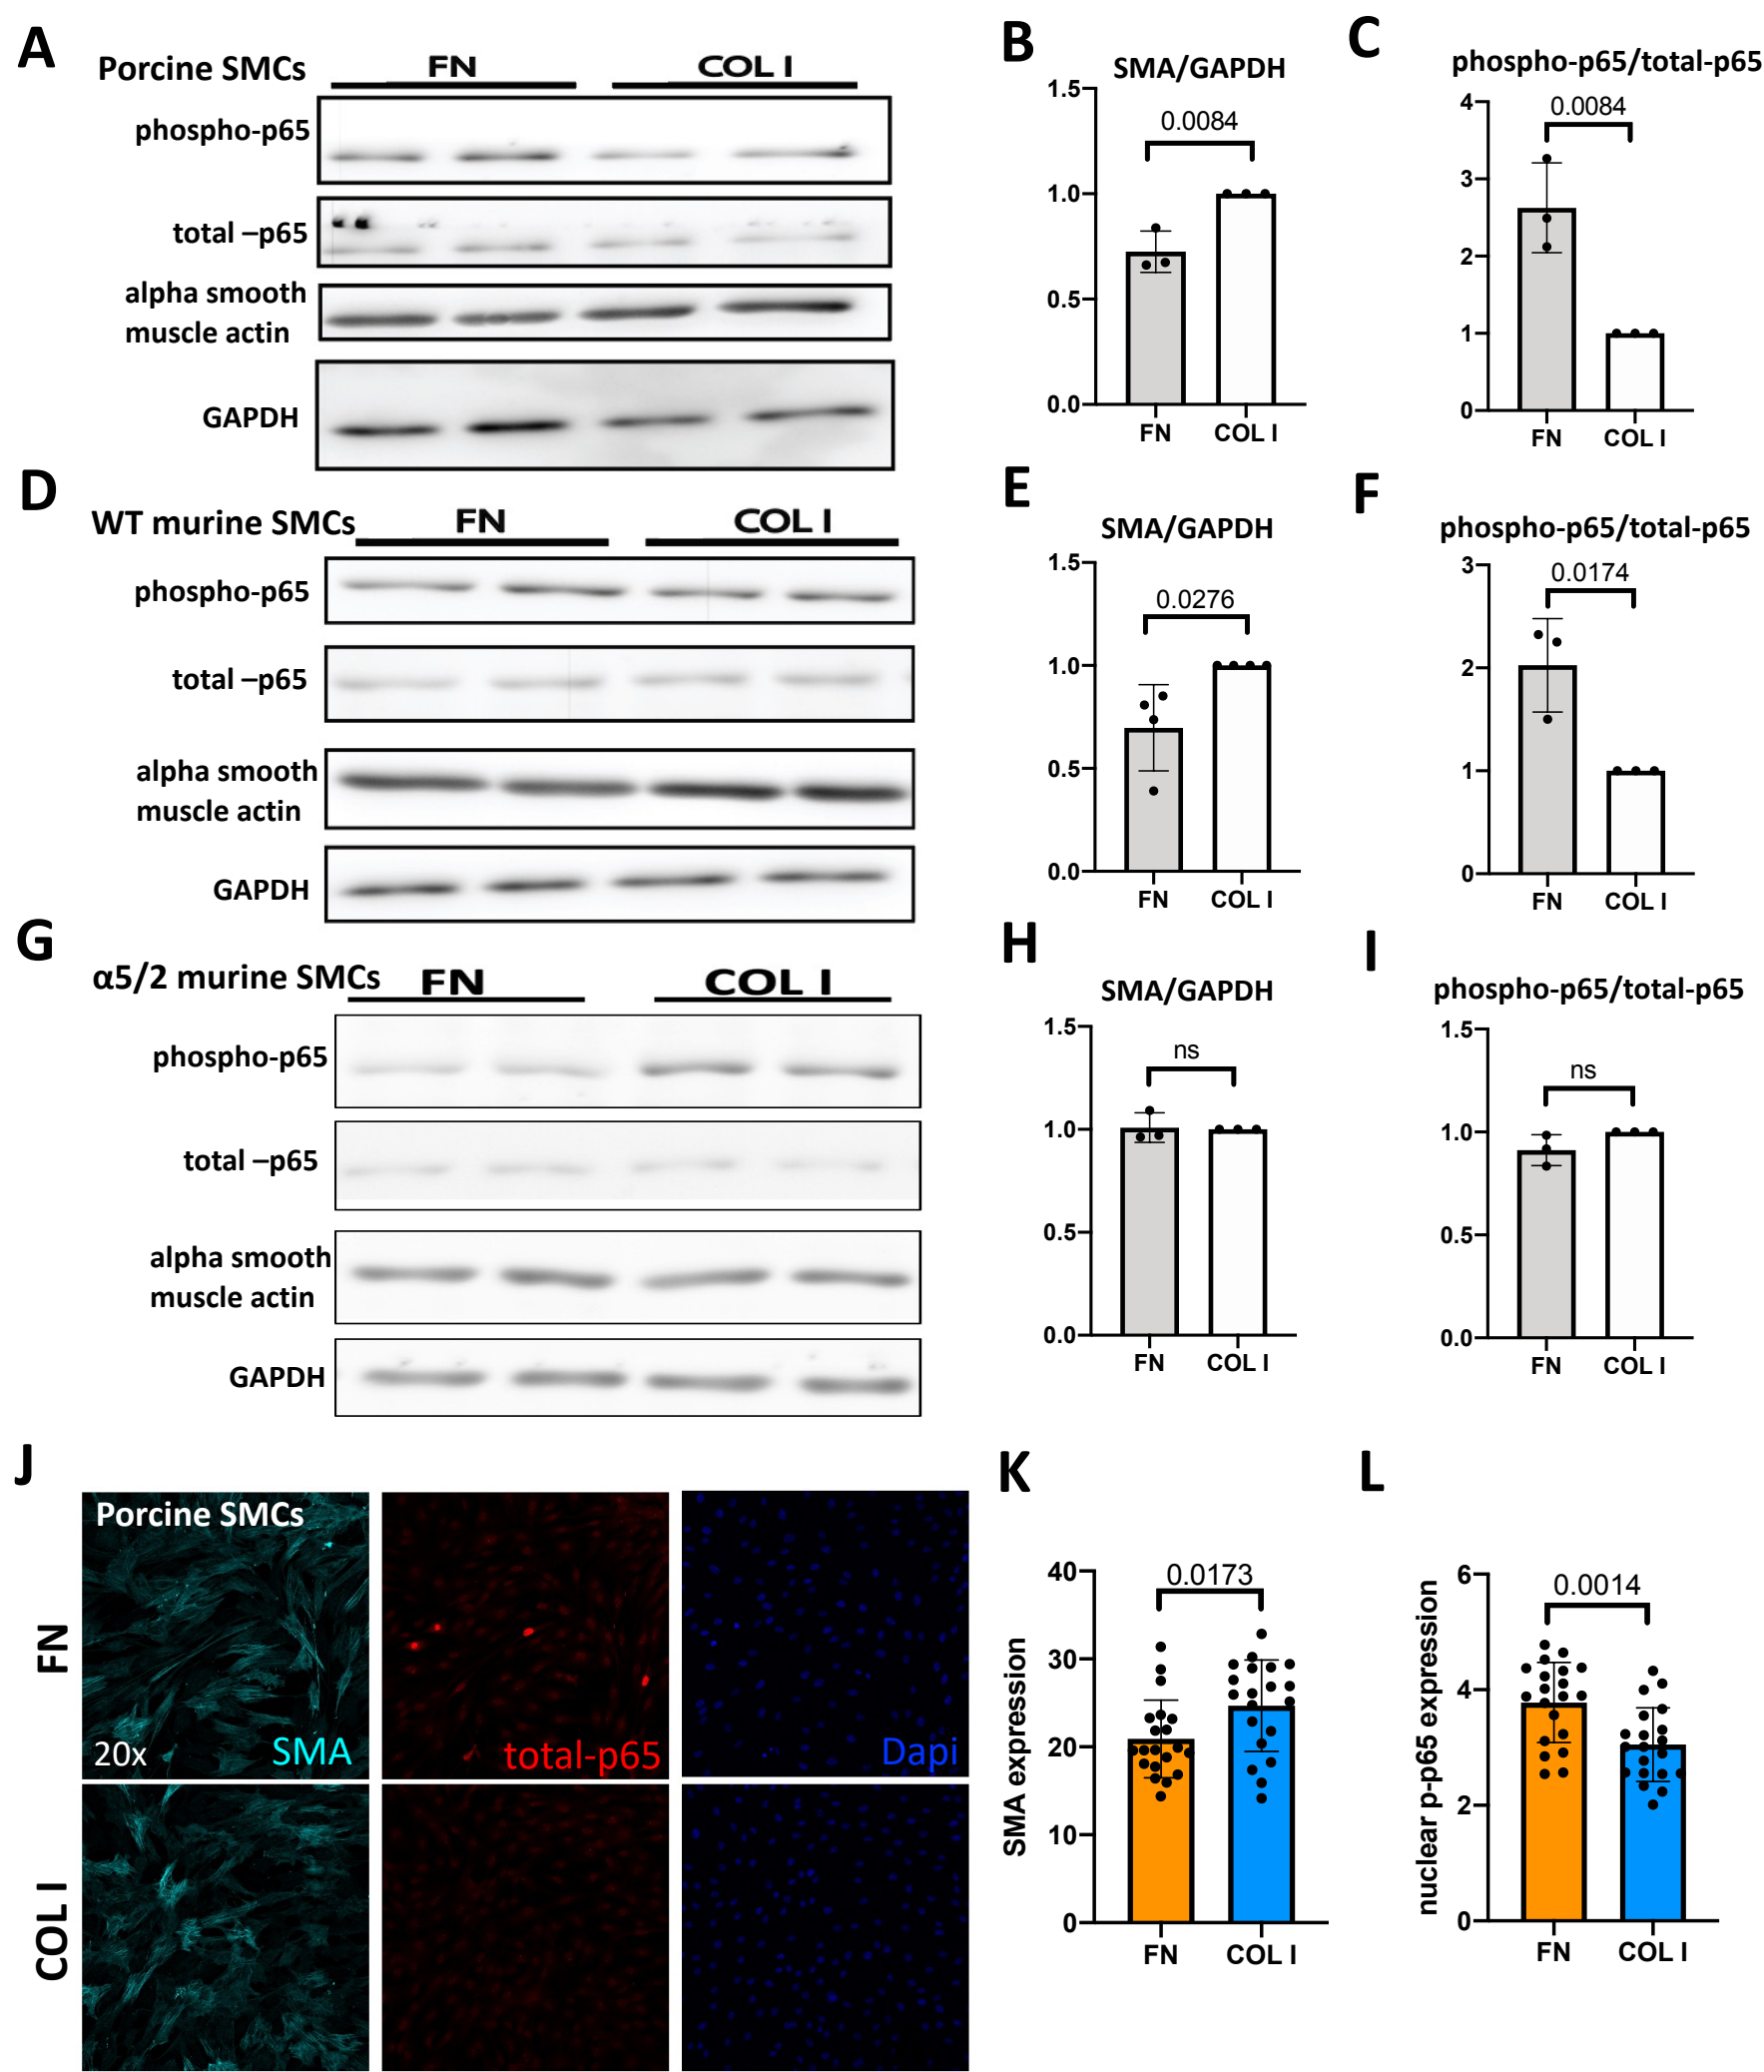 A
Porcine SMCs
FN
COL I
phospho-p65
total –p65
alpha smooth
muscle actin
GAPDH
B
SMA/GAPDH
1.5
1.0
0.5
0.0
0.0084
FN
COL I
C
phospho-p65/total-p65
4
3
2
1
0
0.0084
FN
COL I
D
WT murine SMCs
FN
COL I
phospho-p65
total –p65
alpha smooth
muscle actin
GAPDH
E
SMA/GAPDH
1.5
1.0
0.5
0.0
0.0276
FN
COL I
F
phospho-p65/total-p65
3
2
1
0
0.0174
FN
COL I
G
α5/2 murine SMCs
FN
COL I
phospho-p65
total –p65
alpha smooth
muscle actin
GAPDH
H
SMA/GAPDH
1.5
1.0
0.5
0.0
ns
FN
COL I
I
phospho-p65/total-p65
1.5
1.0
0.5
0.0
ns
FN
COL I
J
Porcine SMCs
FN
20x
SMA
total-p65
Dapi
COL I
K
SMA expression
40
30
20
10
0
0.0173
FN
COL I
L
nuclear p-p65 expression
6
4
2
0
0.0014
FN
COL I